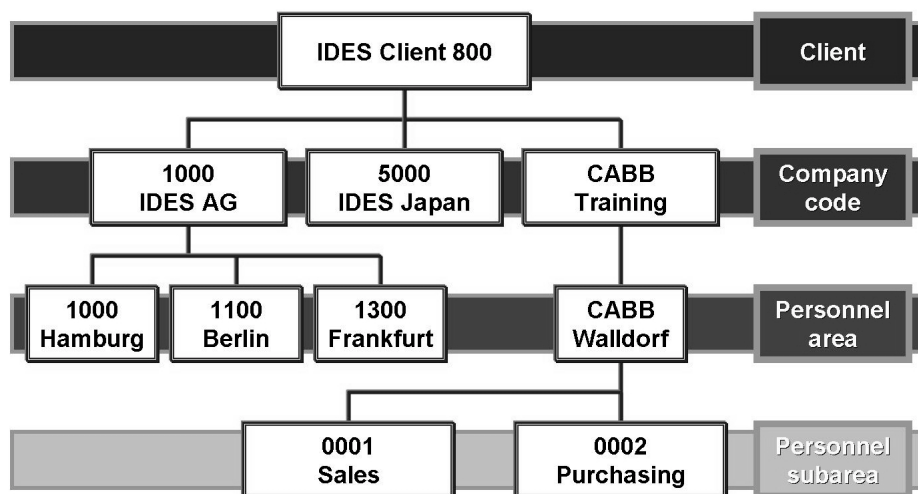 IDES Client 800
Client
1000
IDES AG
5000
IDES Japan
CABB
Training
Company
code
1000
Hamburg
1100
Berlin
1300
Frankfurt
CABB
Walldorf
Personnel
area
0001
Sales
0002
Purchasing
Personnel
subarea